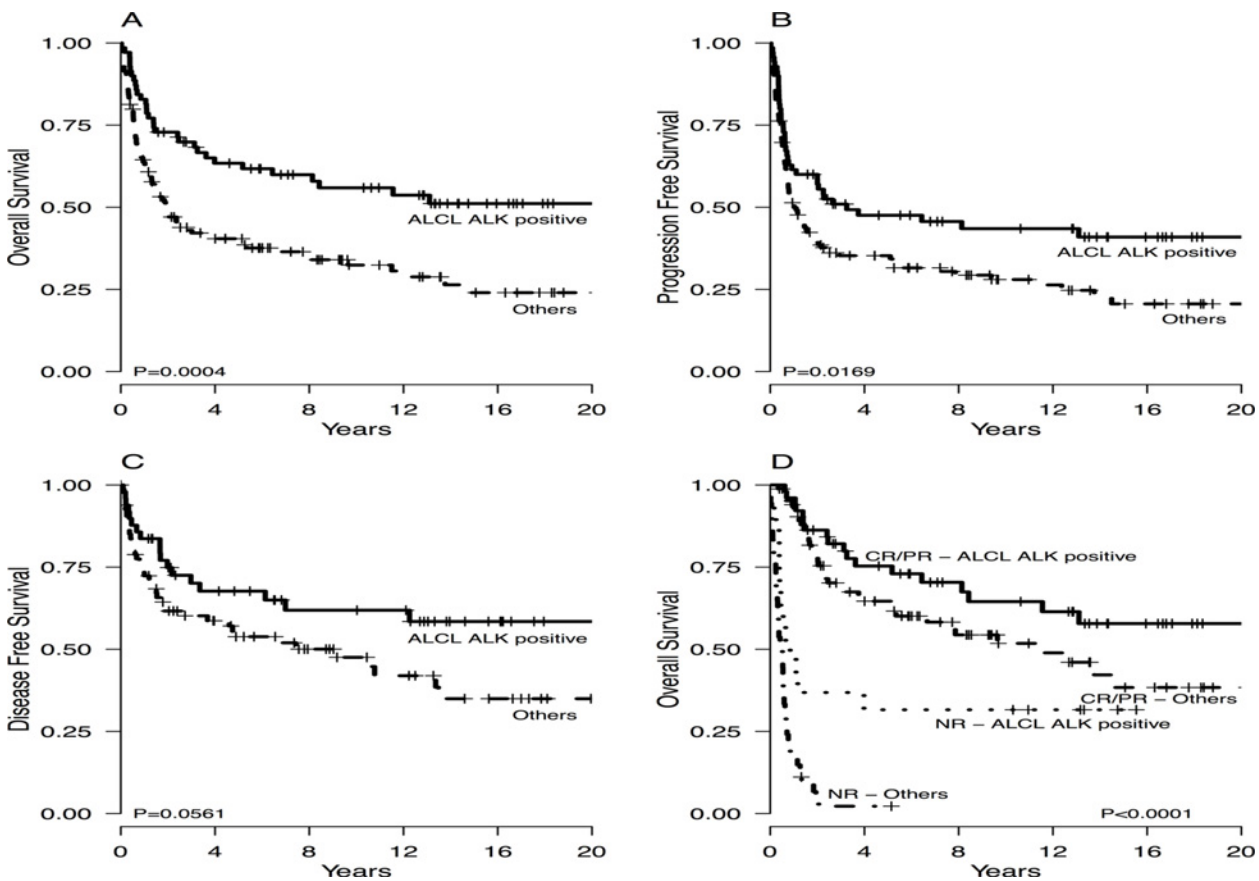 A
1.00
0.75
0.50
0.25
0.00
Overall Survival
ALCL ALK positive
Others
P=0.0004
0 4 8 12 16 20
Years
B
1.00
0.75
0.50
0.25
0.00
Progression Free Survival
ALCL ALK positive
Others
P=0.0169
0 4 8 12 16 20
Years
C
1.00
0.75
0.50
0.25
0.00
Disease Free Survival
ALCL ALK positive
Others
P=0.0561
0 4 8 12 16 20
Years
D
1.00
0.75
0.50
0.25
0.00
Overall Survival
CR/PR – ALCL ALK positive
CR/PR – Others
NR – ALCL ALK positive
NR – Others
P<0.0001
0 4 8 12 16 20
Years